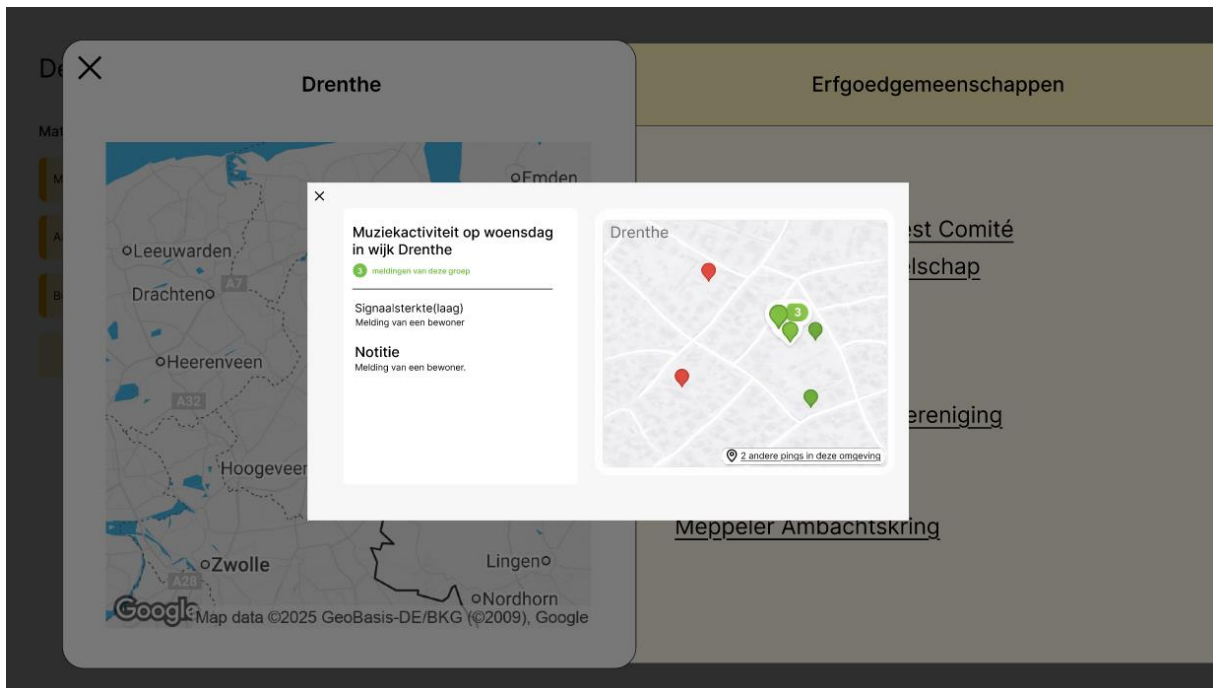 De
Drenthe
Erfgoedgemeenschappen
Mat
Emden
M
Muziekactiviteit op woensdag
in wijk Drenthe
3 meldingen van deze groep
Drenthe
est Comité
elschap
A
Leeuwarden
A7
Drachten
B
Signaalsterkte(laag)
Melding van een bewoner
3
Notitie
Melding van een bewoner.
Heerenveen
A32
ereniging
2 andere pings in deze omgeving
Hoogeveen
Meppeler Ambachtskring
Zwolle
Lingen
A28
Nordhorn
Google Map data ©2025 GeoBasis-DE/BKG (©2009), Google